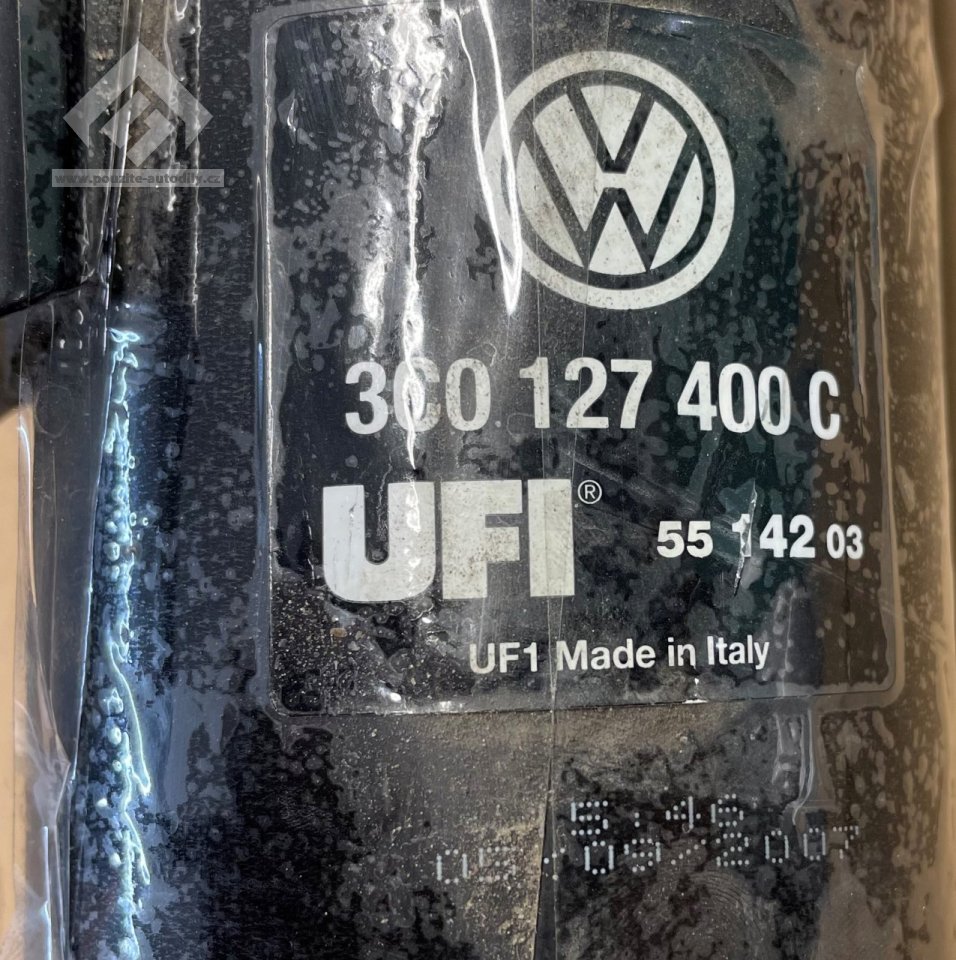 www.pouzite-autodily.cz
3C0 127 400 C
UFI®
55 142 03
UF1 Made in Italy